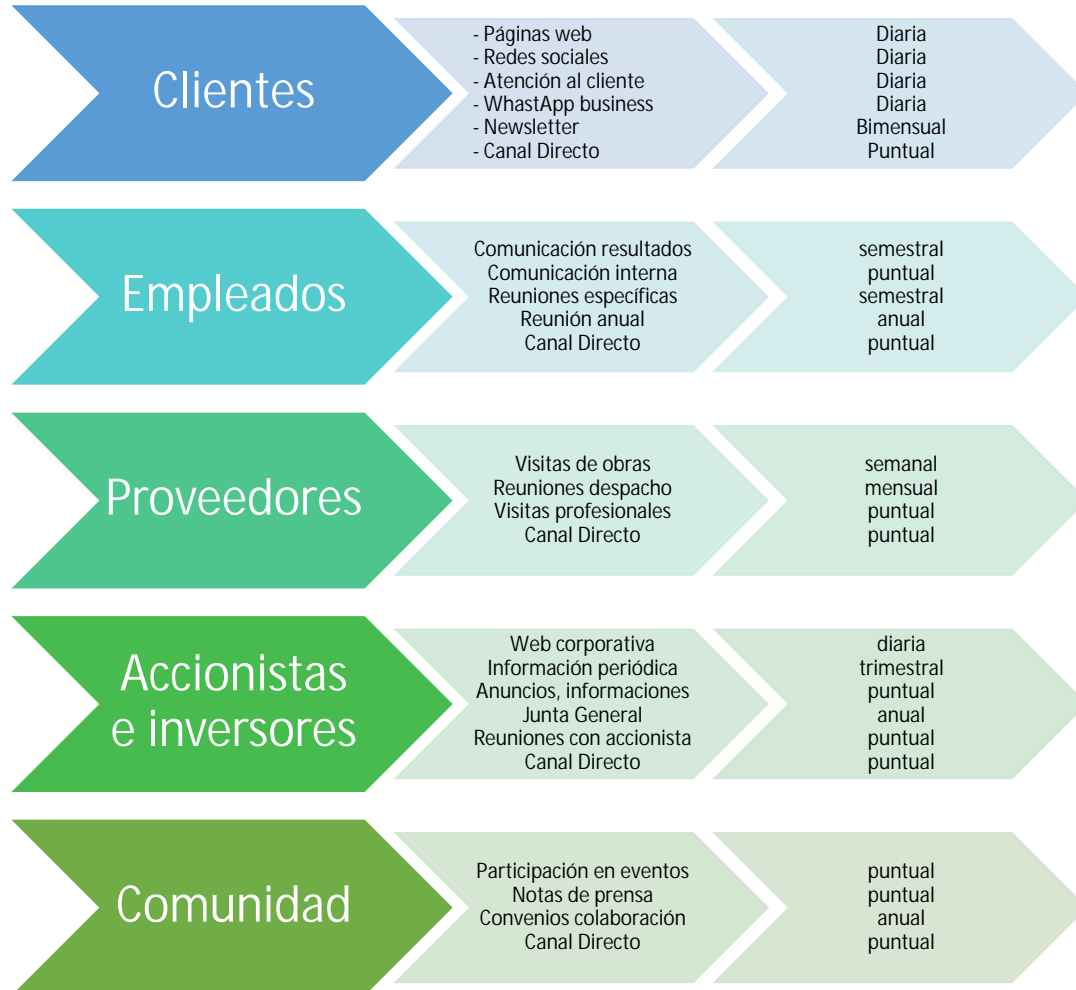 Clientes
- Páginas web
- Redes sociales
- Atención al cliente
- WhastApp business
- Newsletter
- Canal Directo
Diaria
Diaria
Diaria
Diaria
Bimensual
Puntual
Empleados
Comunicación resultados
Comunicación interna
Reuniones específicas
Reunión anual
Canal Directo
semestral
puntual
semestral
anual
puntual
Proveedores
Visitas de obras
Reuniones despacho
Visitas profesionales
Canal Directo
semanal
mensual
puntual
puntual
Accionistas
e inversores
Web corporativa
Información periódica
Anuncios, informaciones
Junta General
Reuniones con accionista
Canal Directo
diaria
trimestral
puntual
anual
puntual
puntual
Comunidad
Participación en eventos
Notas de prensa
Convenios colaboración
Canal Directo
puntual
puntual
anual
puntual